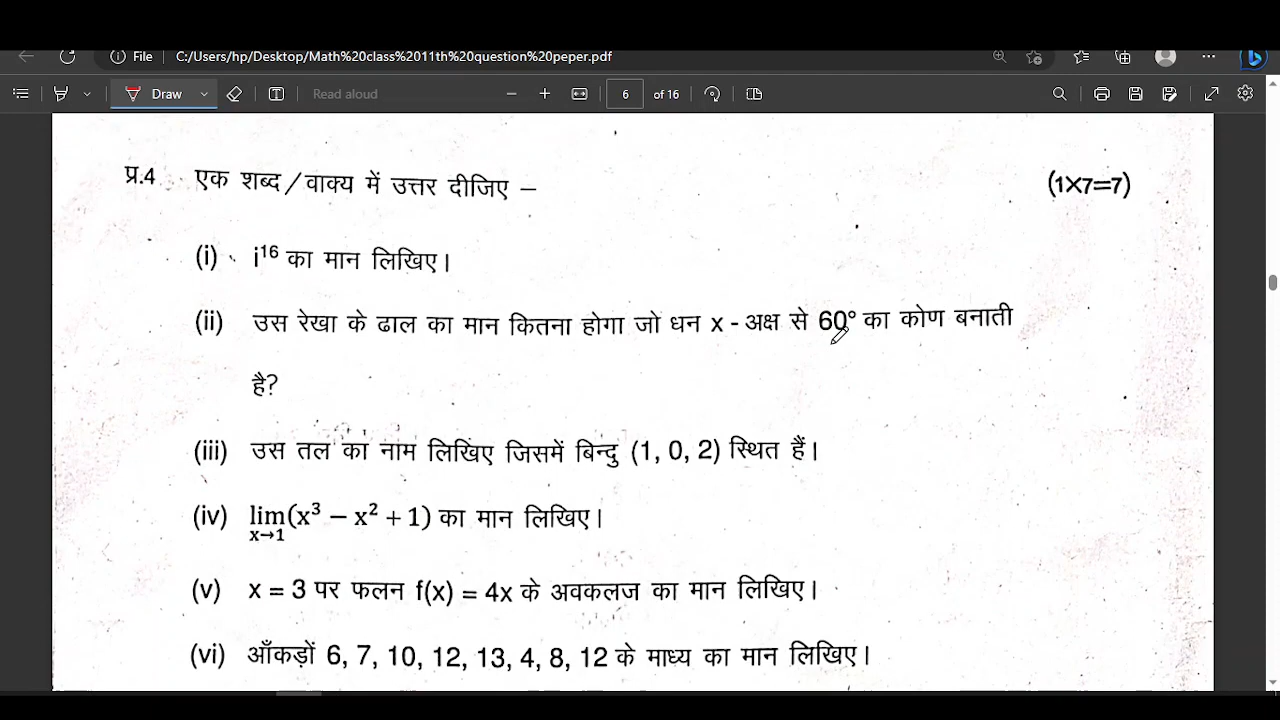 File C:/Users/hp/Desktop/Math%20class%2011th%20question%20peper.pdf
Draw Read aloud 6 of 16
प्र.4 एक शब्द/वाक्य में उत्तर दीजिए – (1X7=7)
(i) i¹⁶ का मान लिखिए।
(ii) उस रेखा के ढाल का मान कितना होगा जो धन x - अक्ष से 60° का कोण बनाती
है?
(iii) उस तल का नाम लिखिए जिसमें बिन्दु (1, 0, 2) स्थित हैं।
(iv) lim(x³ – x² + 1) का मान लिखिए।
x→1
(v) x = 3 पर फलन f(x) = 4x के अवकलज का मान लिखिए।
(vi) आँकड़ों 6, 7, 10, 12, 13, 4, 8, 12 के माध्य का मान लिखिए।